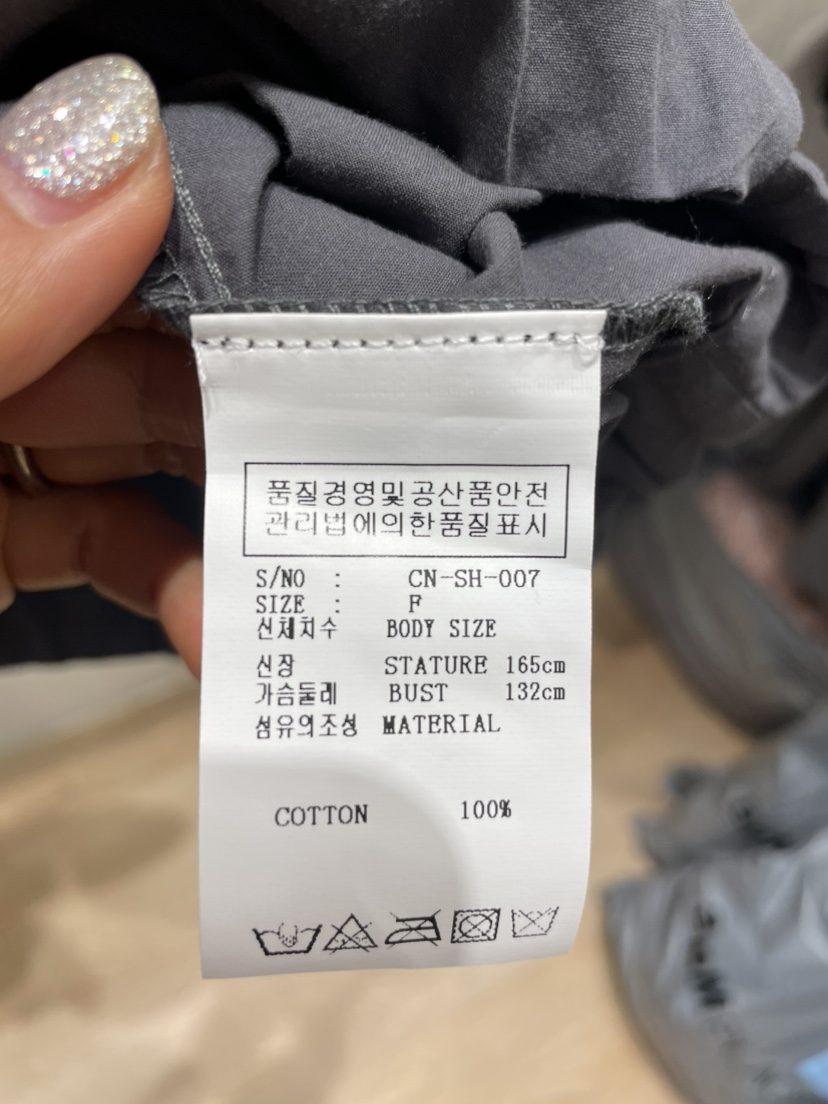 품질경영및공산품안전
관리법에의한품질표시
S/NO : CN-SH-007
SIZE : F
신체치수 BODY SIZE
신장 STATURE 165cm
가슴둘레 BUST 132cm
섬유의조성 MATERIAL
COTTON 100%